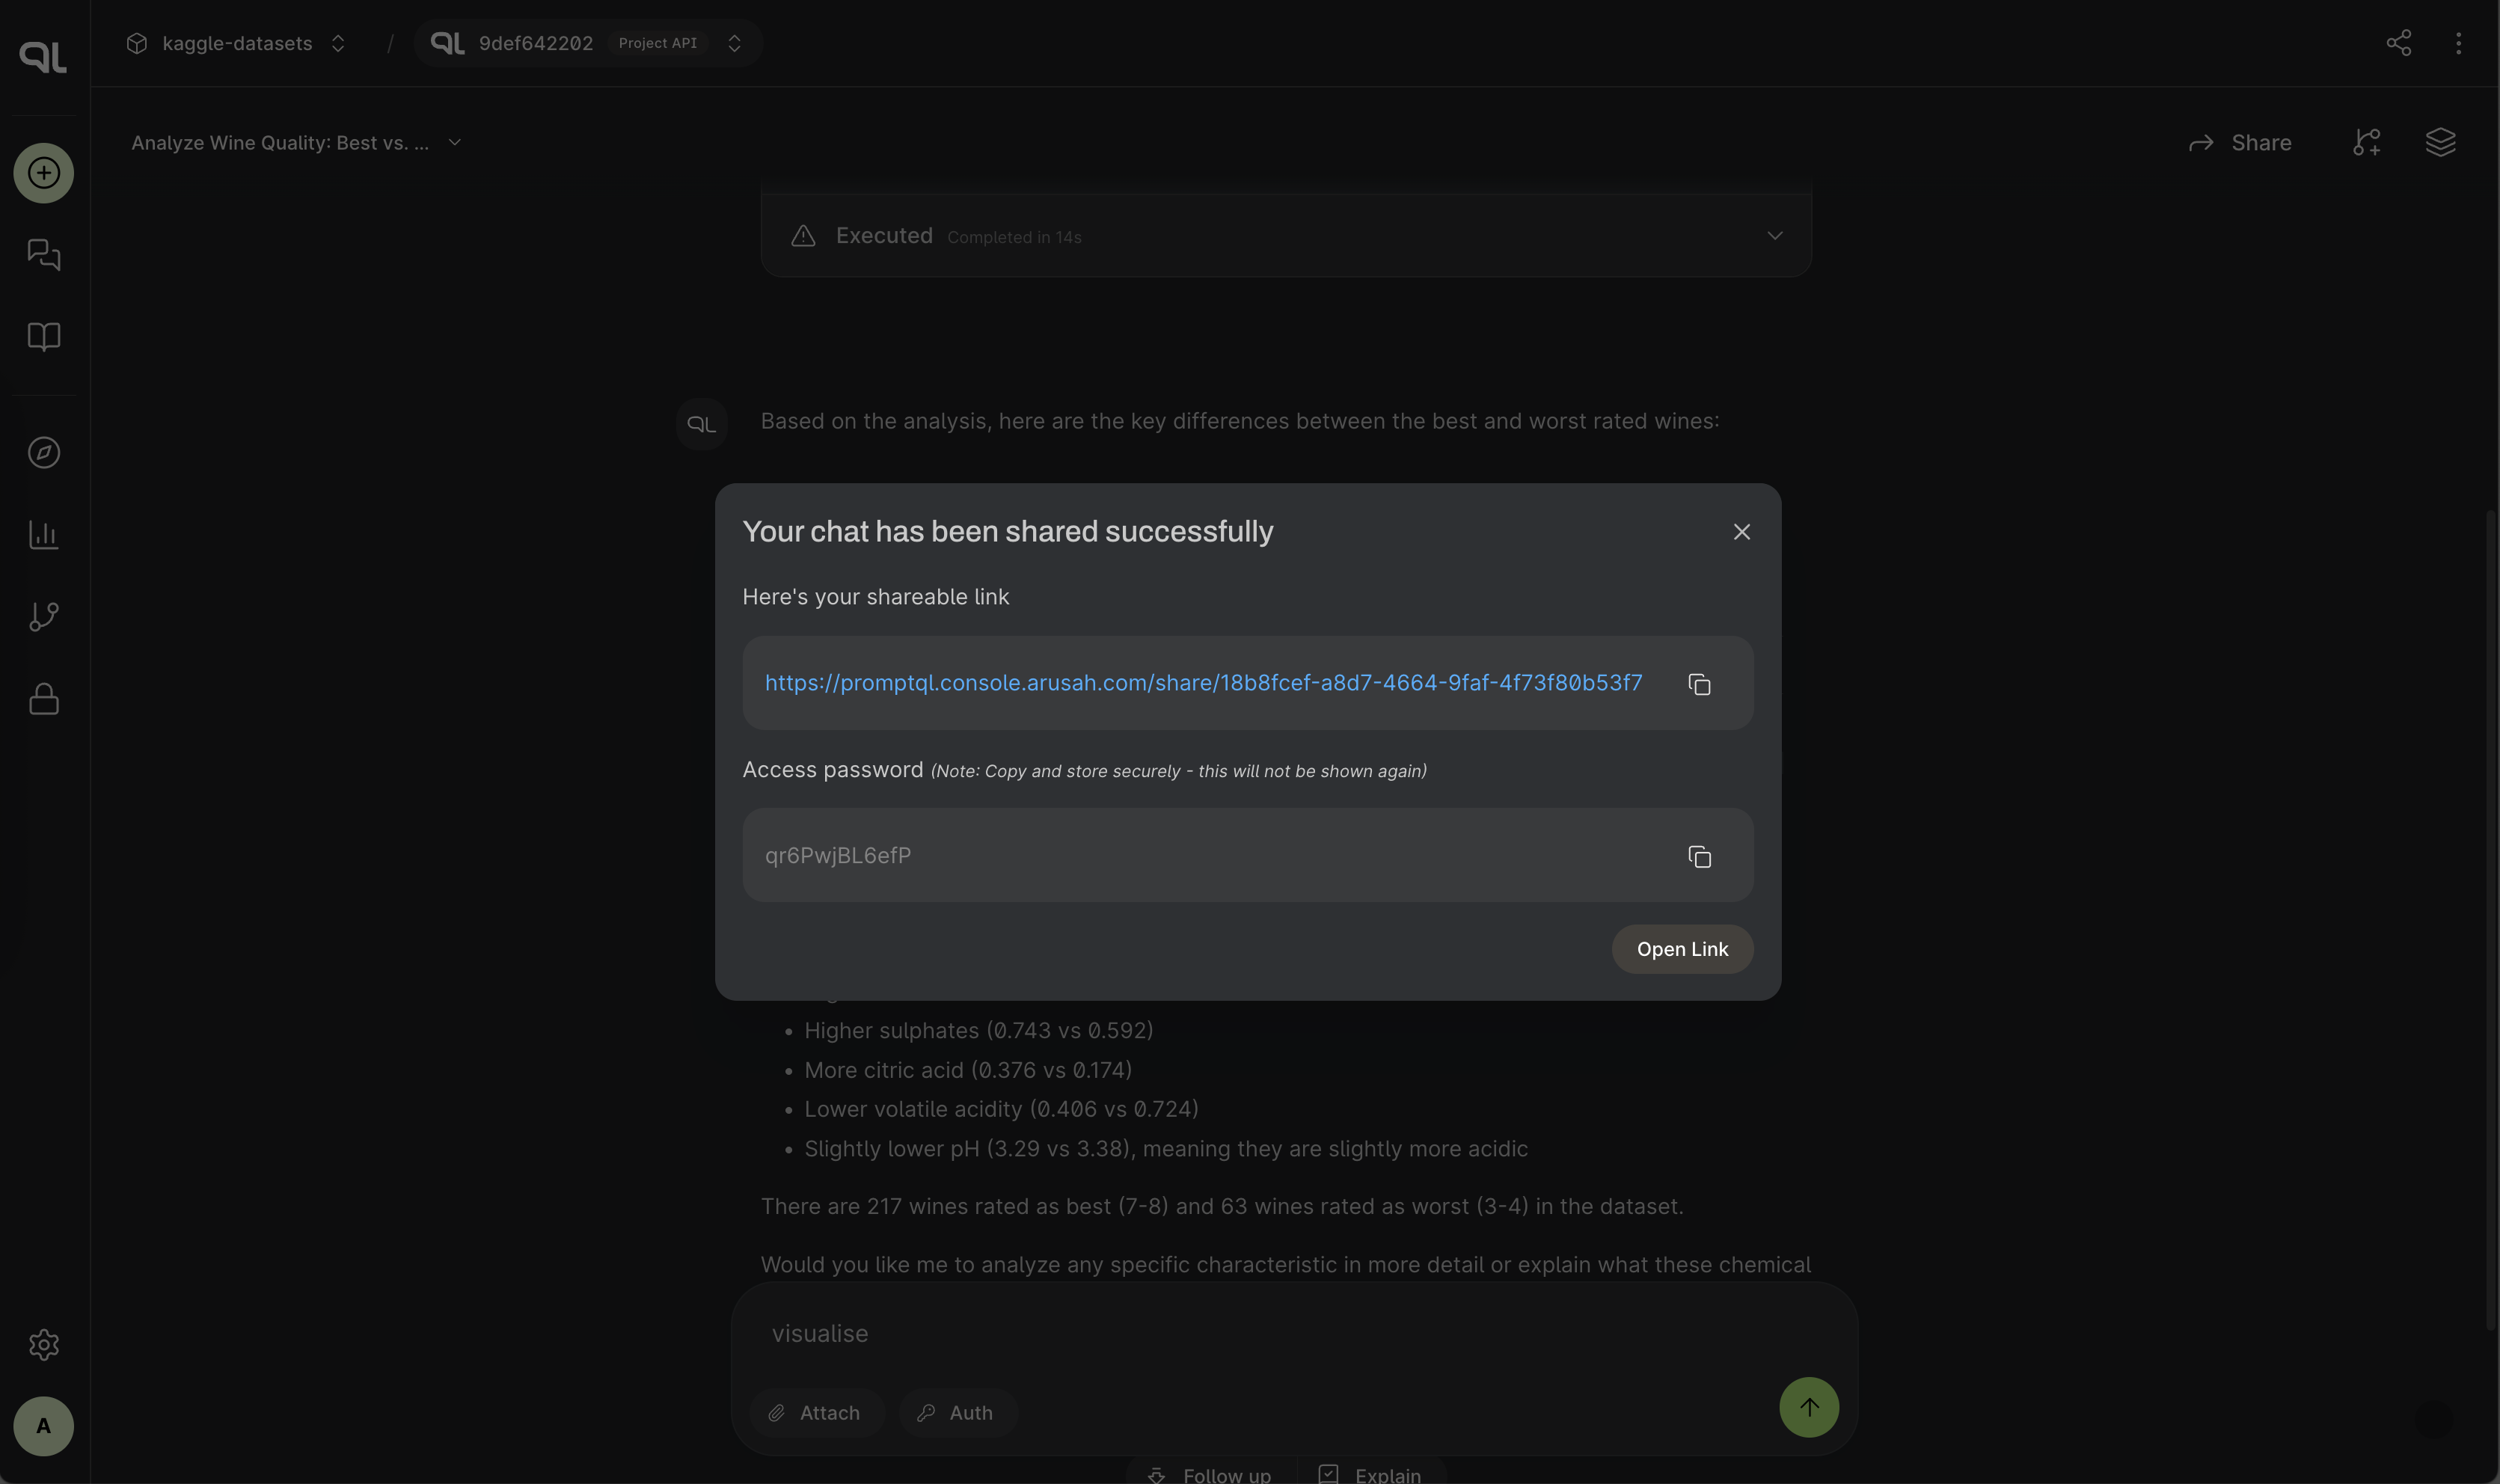 kaggle-datasets / QL 9def642202 Project API
Analyze Wine Quality: Best vs. ...
Share
Executed Completed in 14s
Based on the analysis, here are the key differences between the best and worst rated wines:
Your chat has been shared successfully
Here's your shareable link
https://promptql.console.arusah.com/share/18b8fcef-a8d7-4664-9faf-4f73f80b53f7
Access password (Note: Copy and store securely - this will not be shown again)
qr6PwjBL6efP
Open Link
• Higher sulphates (0.743 vs 0.592)
• More citric acid (0.376 vs 0.174)
• Lower volatile acidity (0.406 vs 0.724)
• Slightly lower pH (3.29 vs 3.38), meaning they are slightly more acidic
There are 217 wines rated as best (7-8) and 63 wines rated as worst (3-4) in the dataset.
Would you like me to analyze any specific characteristic in more detail or explain what these chemical
visualise
Attach Auth
A
Follow up Explain